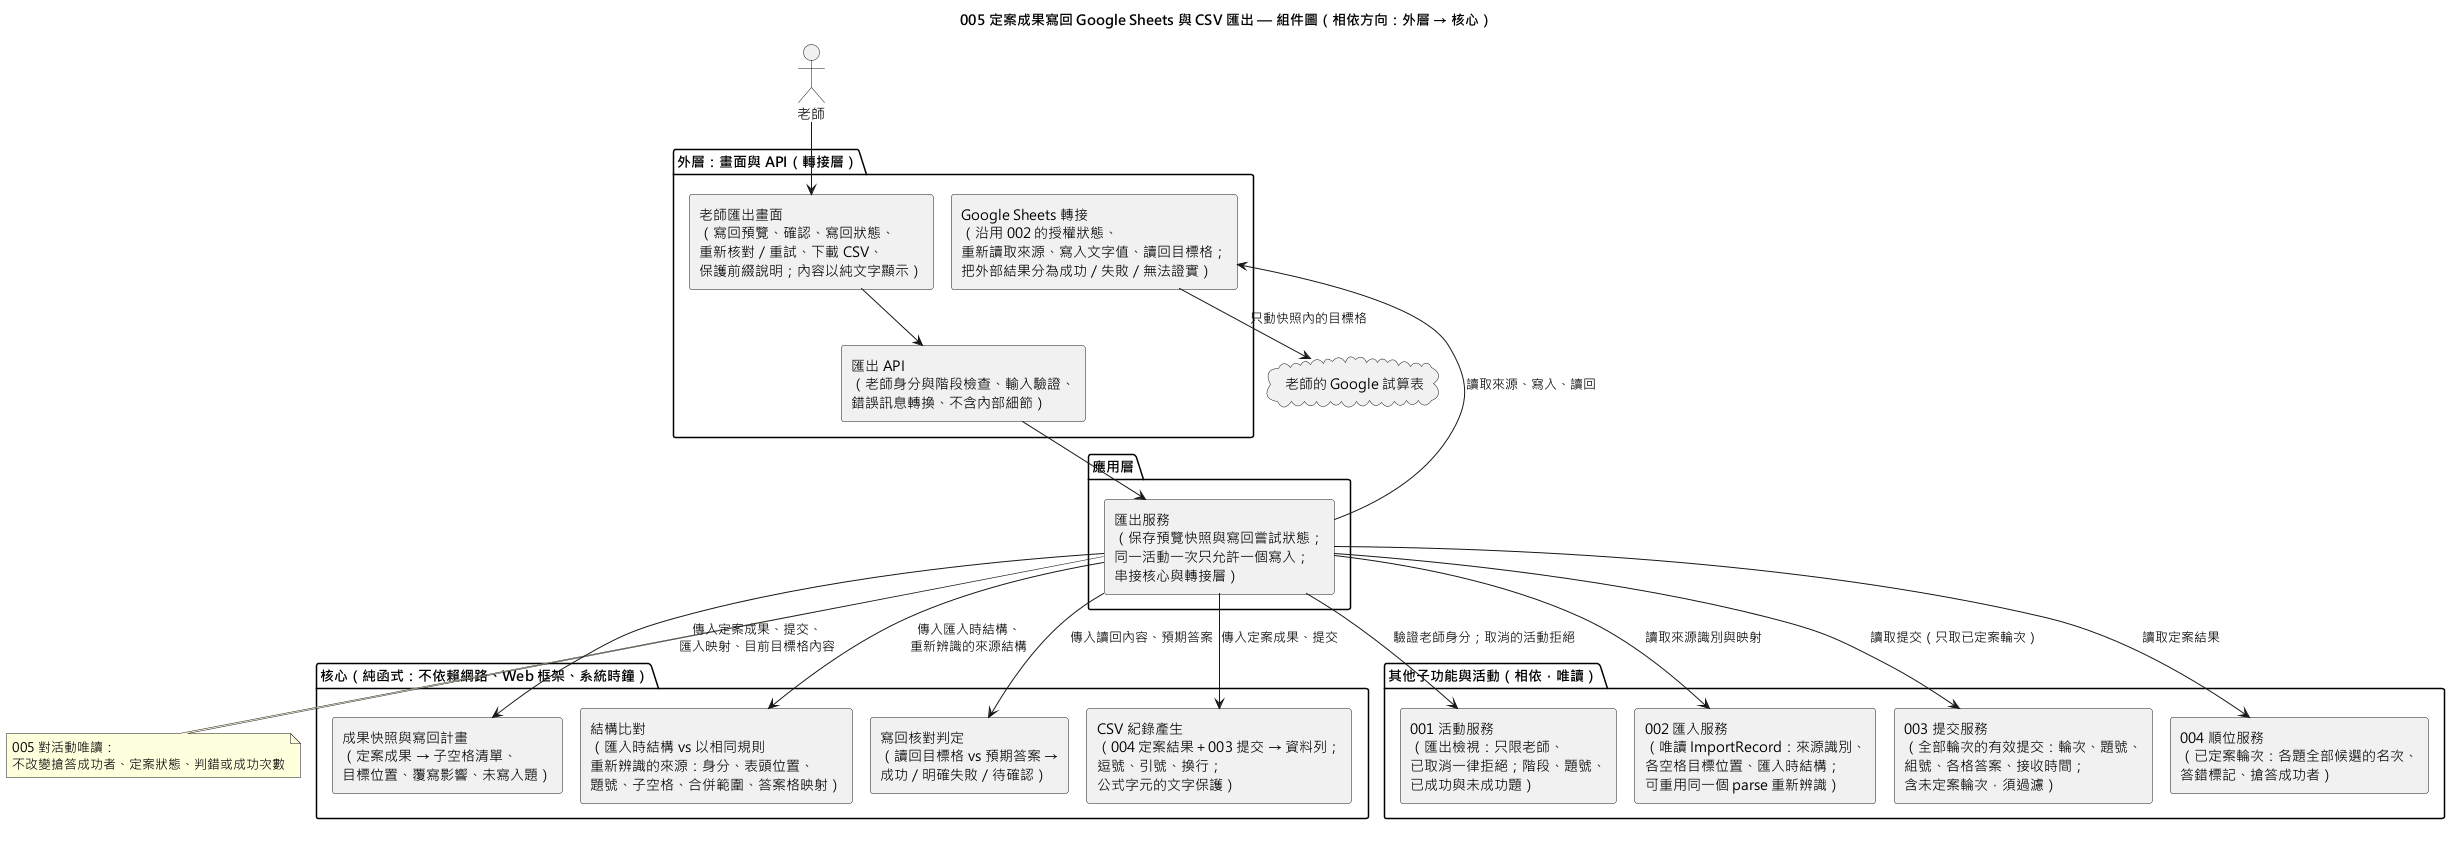 005 定案成果寫回 Google Sheets 與 CSV 匯出 — 組件圖（相依方向：外層 → 核心）
老師
外層：畫面與 API（轉接層）
老師匯出畫面
（寫回預覽、確認、寫回狀態、
重新核對 / 重試、下載 CSV、
保護前綴說明；內容以純文字顯示）
Google Sheets 轉接
（沿用 002 的授權狀態、
重新讀取來源、寫入文字值、讀回目標格；
把外部結果分為成功 / 失敗 / 無法證實）
只動快照內的目標格
匯出 API
（老師身分與階段檢查、輸入驗證、
錯誤訊息轉換、不含內部細節）
老師的 Google 試算表
讀取來源、寫入、讀回
應用層
匯出服務
（保存預覽快照與寫回嘗試狀態；
同一活動一次只允許一個寫入；
串接核心與轉接層）
傳入定案成果、提交、
匯入映射、目前目標格內容
傳入匯入時結構、
重新辨識的來源結構
傳入讀回內容、預期答案
傳入定案成果、提交
驗證老師身分；取消的活動拒絕
讀取來源識別與映射
讀取提交（只取已定案輪次）
讀取定案結果
核心（純函式：不依賴網路、Web 框架、系統時鐘）
其他子功能與活動（相依．唯讀）
005 對活動唯讀：
不改變搶答成功者、定案狀態、判錯或成功次數
成果快照與寫回計畫
（定案成果 → 子空格清單、
目標位置、覆寫影響、未寫入題）
結構比對
（匯入時結構 vs 以相同規則
重新辨識的來源：身分、表頭位置、
題號、子空格、合併範圍、答案格映射）
寫回核對判定
（讀回目標格 vs 預期答案 →
成功 / 明確失敗 / 待確認）
CSV 紀錄產生
（004 定案結果 + 003 提交 → 資料列；
逗號、引號、換行；
公式字元的文字保護）
001 活動服務
（匯出檢視：只限老師、
已取消一律拒絕；階段、題號、
已成功與未成功題）
002 匯入服務
（唯讀 ImportRecord：來源識別、
各空格目標位置、匯入時結構；
可重用同一個 parse 重新辨識）
003 提交服務
（全部輪次的有效提交：輪次、題號、
組號、各格答案、接收時間；
含未定案輪次．須過濾）
004 順位服務
（已定案輪次：各題全部候選的名次、
答錯標記、搶答成功者）